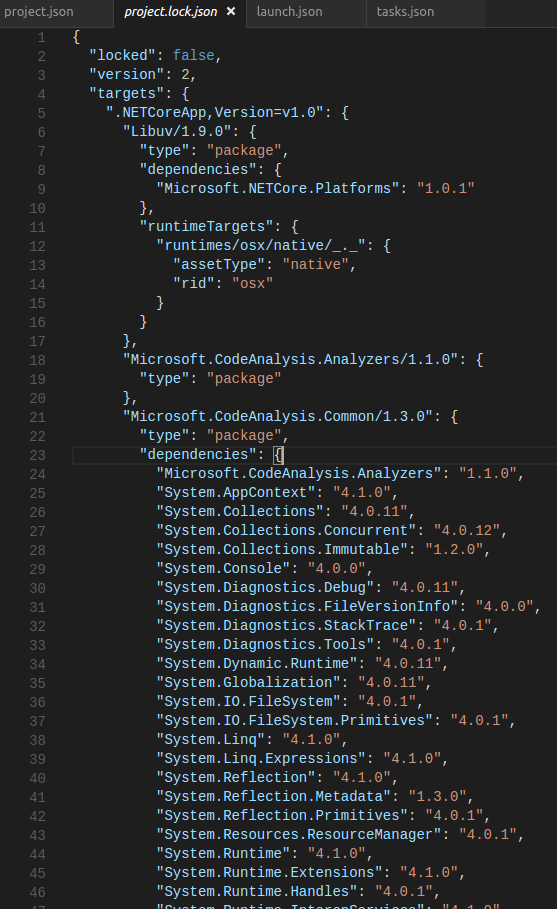 project.json project.lock.json × launch.json tasks.json
1 {
2 "locked": false,
3 "version": 2,
4 "targets": {
5 ".NETCoreApp,Version=v1.0": {
6 "Libuv/1.9.0": {
7 "type": "package",
8 "dependencies": {
9 "Microsoft.NETCore.Platforms": "1.0.1"
10 },
11 "runtimeTargets": {
12 "runtimes/osx/native/_._": {
13 "assetType": "native",
14 "rid": "osx"
15 }
16 }
17 },
18 "Microsoft.CodeAnalysis.Analyzers/1.1.0": {
19 "type": "package"
20 },
21 "Microsoft.CodeAnalysis.Common/1.3.0": {
22 "type": "package",
23 "dependencies": {
24 "Microsoft.CodeAnalysis.Analyzers": "1.1.0",
25 "System.AppContext": "4.1.0",
26 "System.Collections": "4.0.11",
27 "System.Collections.Concurrent": "4.0.12",
28 "System.Collections.Immutable": "1.2.0",
29 "System.Console": "4.0.0",
30 "System.Diagnostics.Debug": "4.0.11",
31 "System.Diagnostics.FileVersionInfo": "4.0.0",
32 "System.Diagnostics.StackTrace": "4.0.1",
33 "System.Diagnostics.Tools": "4.0.1",
34 "System.Dynamic.Runtime": "4.0.11",
35 "System.Globalization": "4.0.11",
36 "System.IO.FileSystem": "4.0.1",
37 "System.IO.FileSystem.Primitives": "4.0.1",
38 "System.Linq": "4.1.0",
39 "System.Linq.Expressions": "4.1.0",
40 "System.Reflection": "4.1.0",
41 "System.Reflection.Metadata": "1.3.0",
42 "System.Reflection.Primitives": "4.0.1",
43 "System.Resources.ResourceManager": "4.0.1",
44 "System.Runtime": "4.1.0",
45 "System.Runtime.Extensions": "4.1.0",
46 "System.Runtime.Handles": "4.0.1",
47 "System.Runtime.InteropServices": "4.1.0",